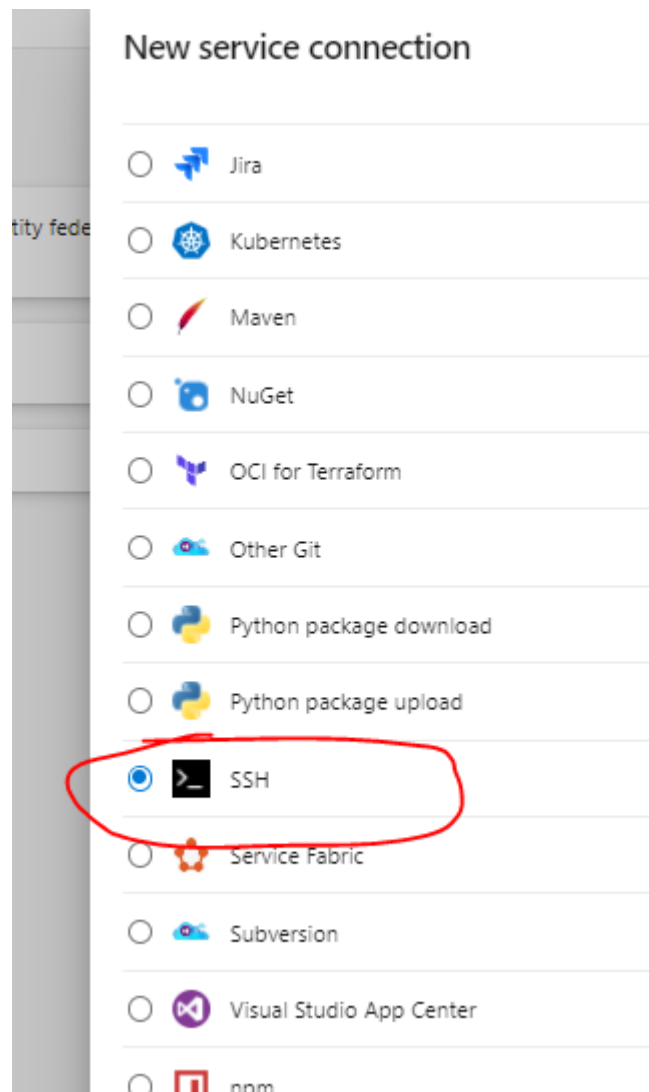 New service connection
Jira
tity fede
Kubernetes
Maven
NuGet
OCI for Terraform
Other Git
Python package download
Python package upload
SSH
Service Fabric
Subversion
Visual Studio App Center
npm